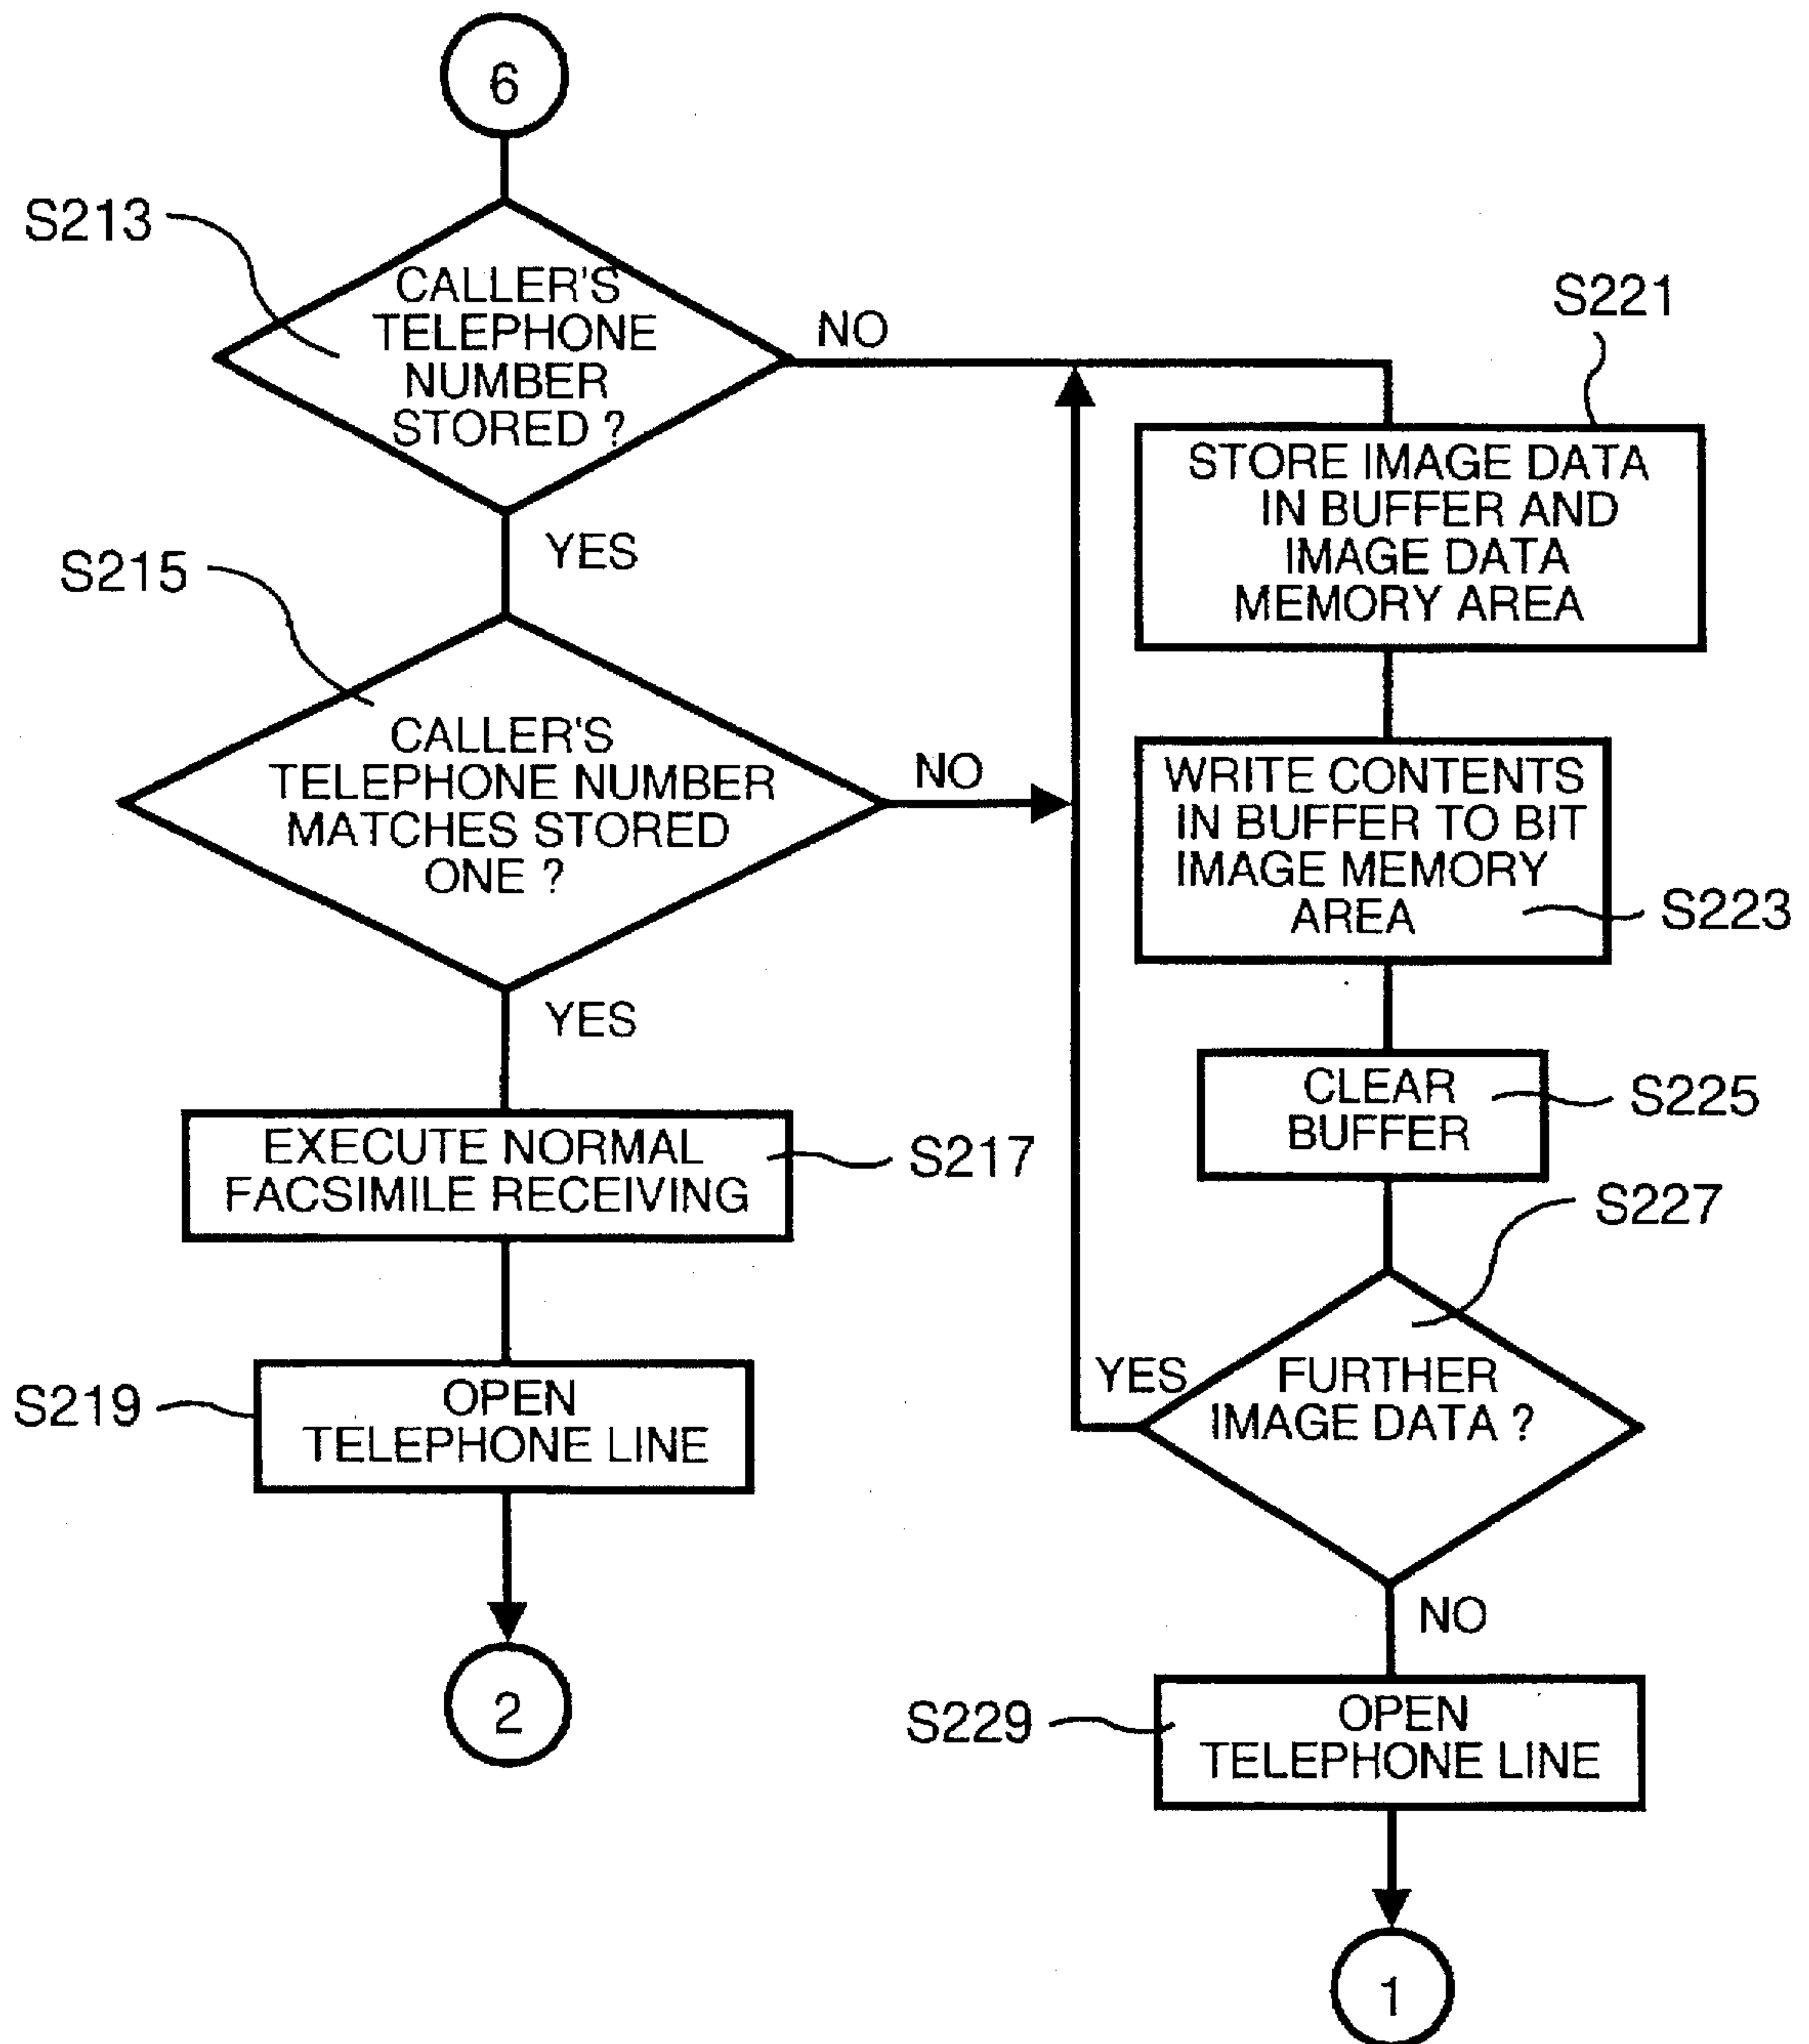 6
S213
CALLER'S
TELEPHONE
NUMBER
STORED ?
NO
YES
S215
CALLER'S
TELEPHONE NUMBER
MATCHES STORED
ONE ?
NO
YES
EXECUTE NORMAL
FACSIMILE RECEIVING
S217
S219
OPEN
TELEPHONE LINE
2
S221
STORE IMAGE DATA
IN BUFFER AND
IMAGE DATA
MEMORY AREA
WRITE CONTENTS
IN BUFFER TO BIT
IMAGE MEMORY
AREA
S223
CLEAR
BUFFER
S225
S227
YES
FURTHER
IMAGE DATA ?
NO
S229
OPEN
TELEPHONE LINE
1